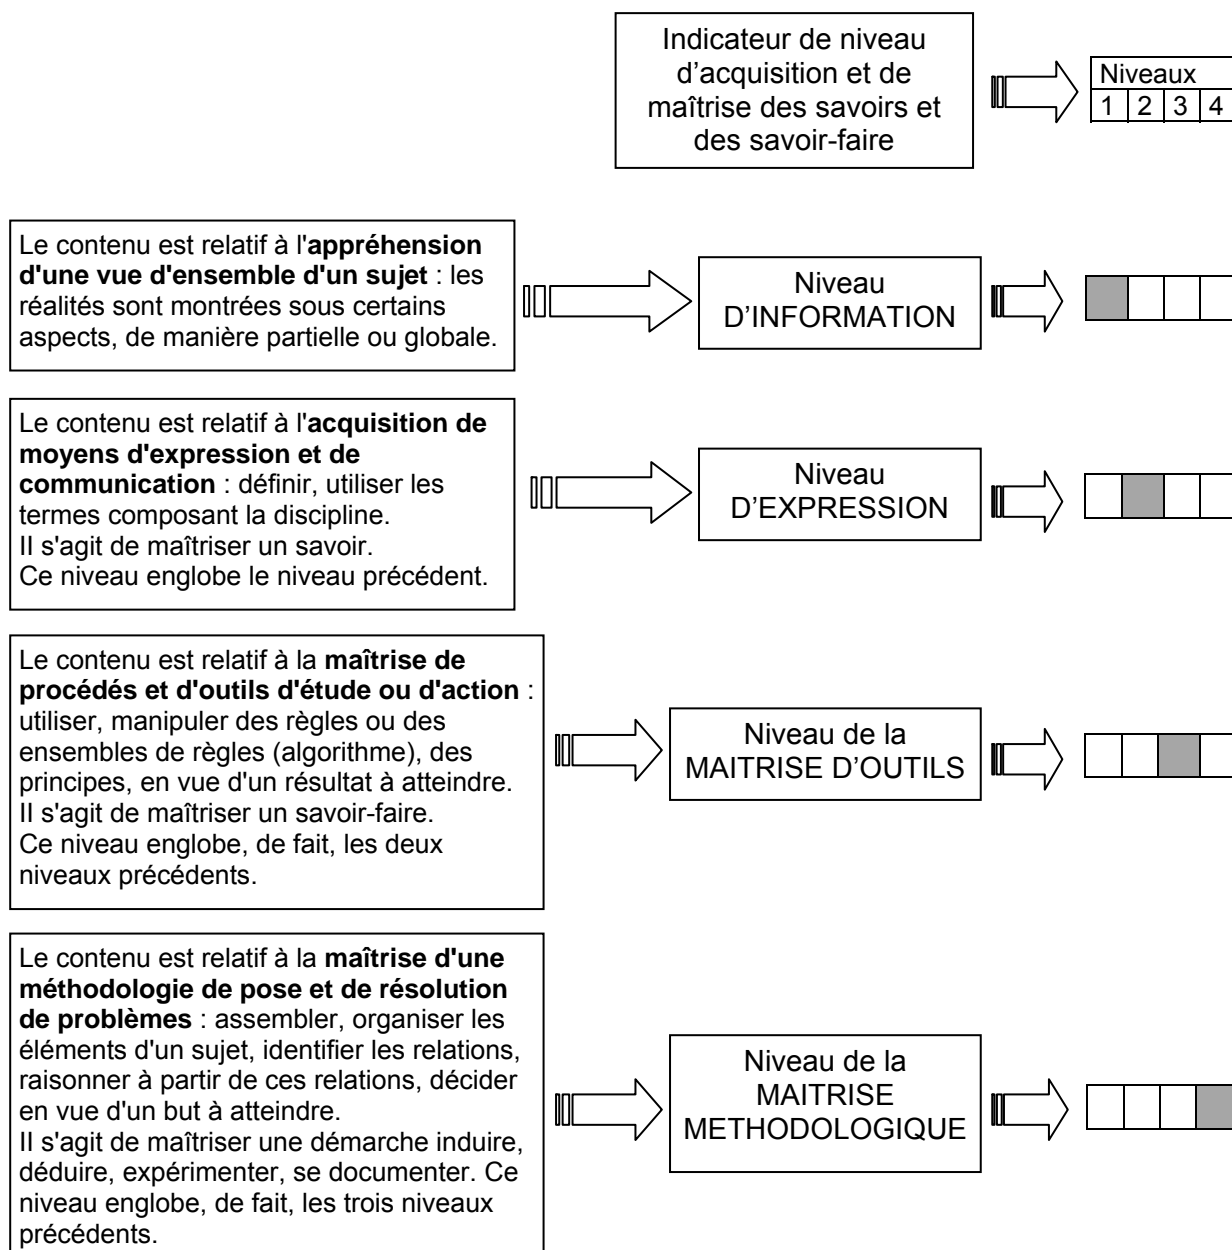 Indicateur de niveau
d’acquisition et de
maîtrise des savoirs et
des savoir-faire
Niveaux
1 2 3 4
Le contenu est relatif à l'appréhension
d'une vue d'ensemble d'un sujet : les
réalités sont montrées sous certains
aspects, de manière partielle ou globale.
Niveau
D’INFORMATION
Le contenu est relatif à l'acquisition de
moyens d'expression et de
communication : définir, utiliser les
termes composant la discipline.
Il s'agit de maîtriser un savoir.
Ce niveau englobe le niveau précédent.
Niveau
D’EXPRESSION
Le contenu est relatif à la maîtrise de
procédés et d'outils d'étude ou d'action :
utiliser, manipuler des règles ou des
ensembles de règles (algorithme), des
principes, en vue d'un résultat à atteindre.
Il s'agit de maîtriser un savoir-faire.
Ce niveau englobe, de fait, les deux
niveaux précédents.
Niveau de la
MAITRISE D’OUTILS
Le contenu est relatif à la maîtrise d'une
méthodologie de pose et de résolution
de problèmes : assembler, organiser les
éléments d'un sujet, identifier les relations,
raisonner à partir de ces relations, décider
en vue d'un but à atteindre.
Il s'agit de maîtriser une démarche induire,
déduire, expérimenter, se documenter. Ce
niveau englobe, de fait, les trois niveaux
précédents.
Niveau de la
MAITRISE
METHODOLOGIQUE